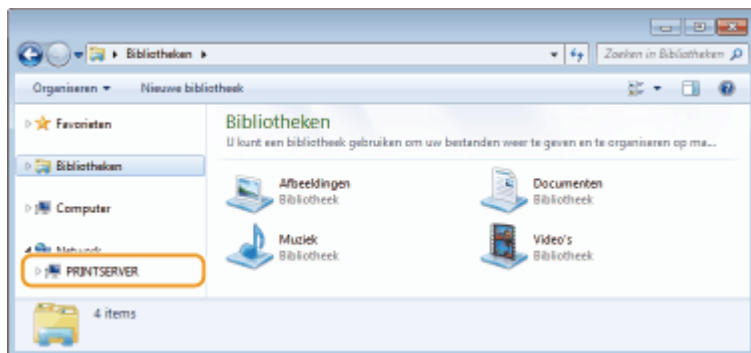 Bibliotheken
Zoeken in Bibliotheken
Organiseren Nieuwe bibliotheek
Favorieten
Bibliotheken
Computer
Netwerk
PRINTSERVER
Bibliotheken
U kunt een bibliotheek gebruiken om uw bestanden weer te geven en te organiseren op ma...
Afbeeldingen
Bibliotheek
Documenten
Bibliotheek
Muziek
Bibliotheek
Video's
Bibliotheek
4 items